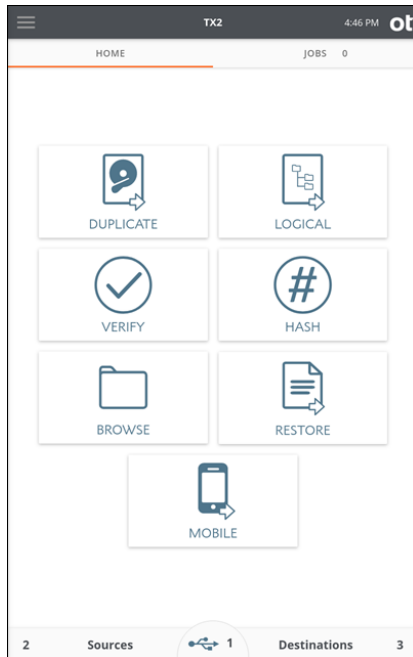 TX2 4:46 PM ot
HOME JOBS 0
DUPLICATE LOGICAL
#
VERIFY HASH
BROWSE RESTORE
MOBILE
2 Sources 1 Destinations 3